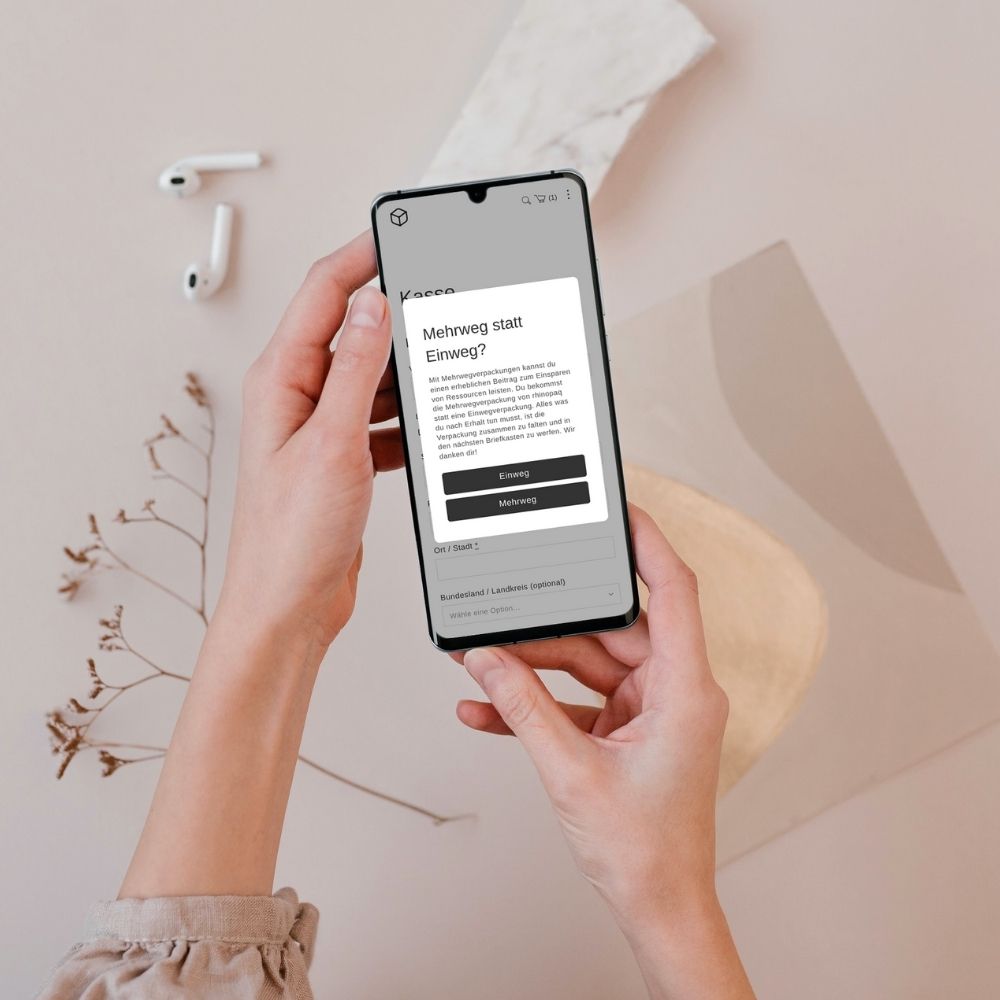 (1)
Kasse
Mehrweg statt
Einweg?
Mit Mehrwegverpackungen kannst du
einen erheblichen Beitrag zum Einsparen
von Ressourcen leisten. Du bekommst
die Mehrwegverpackung von rhinopaq
statt eine Einwegverpackung. Alles was
du nach Erhalt tun musst, ist die
Verpackung zusammen zu falten und in
den nächsten Briefkasten zu werfen. Wir
danken dir!
Einweg
Mehrweg
Ort / Stadt *
Bundesland / Landkreis (optional)
Wähle eine Option...